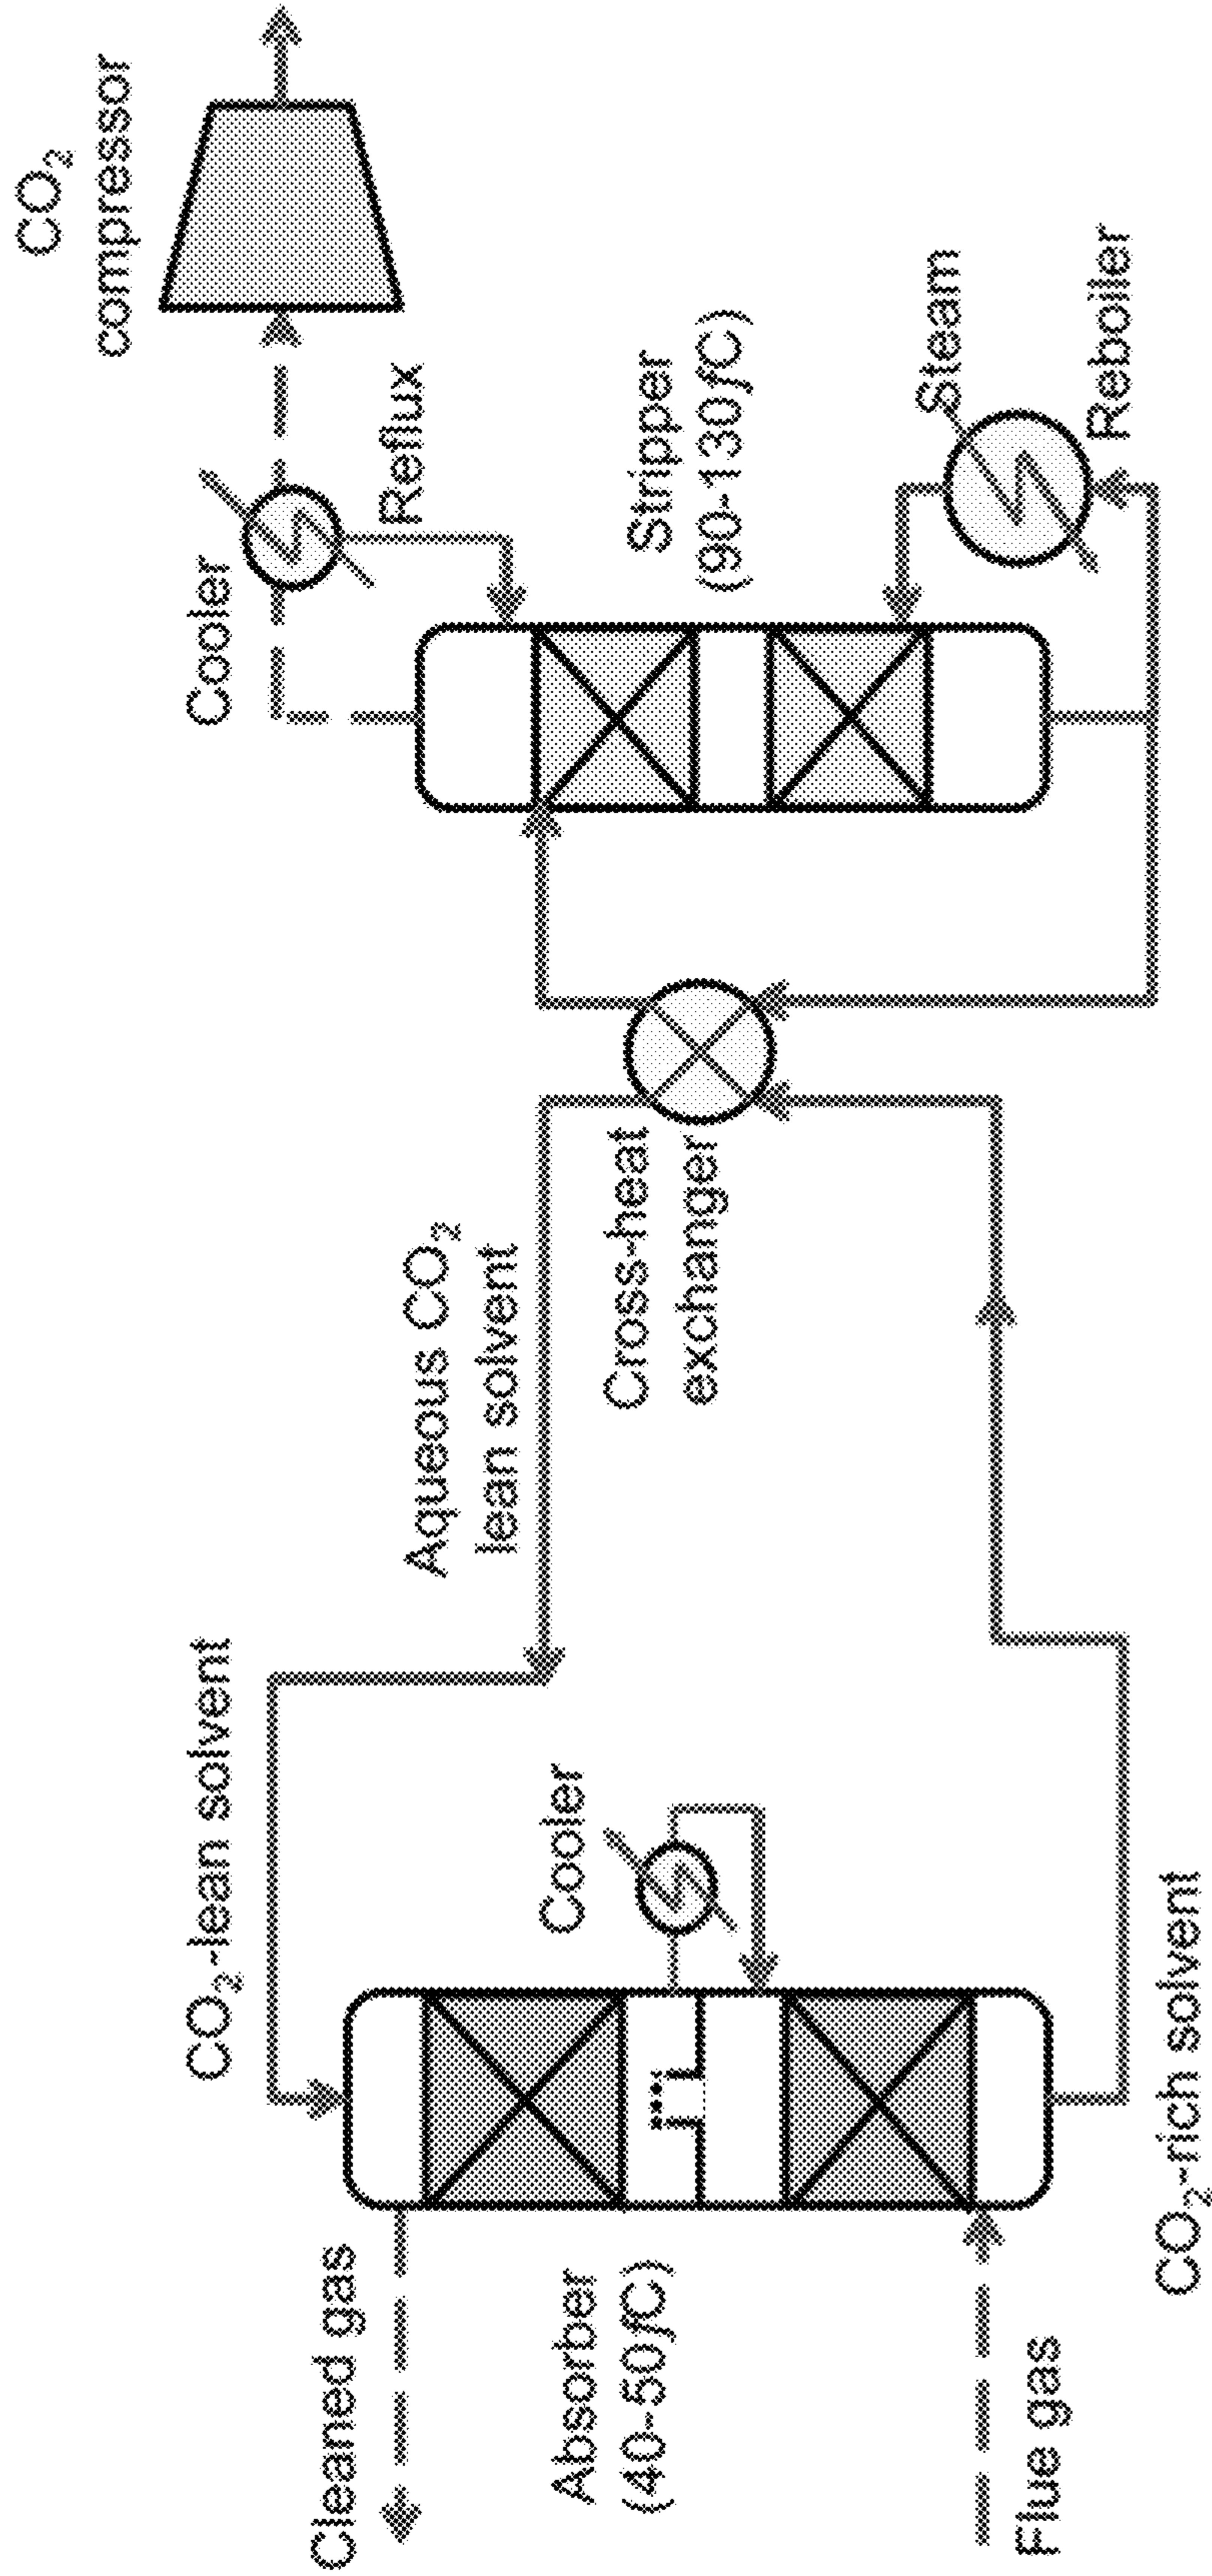 CO₂
compressor
Cooler
Reflux
Stripper
(90-130ƒC)
Steam
Reboiler
Aqueous CO₂
lean solvent
Cross-heat
exchanger
CO₂-lean solvent
Cooler
Cleaned gas
Absorber
(40-50ƒC)
Flue gas
CO₂-rich solvent